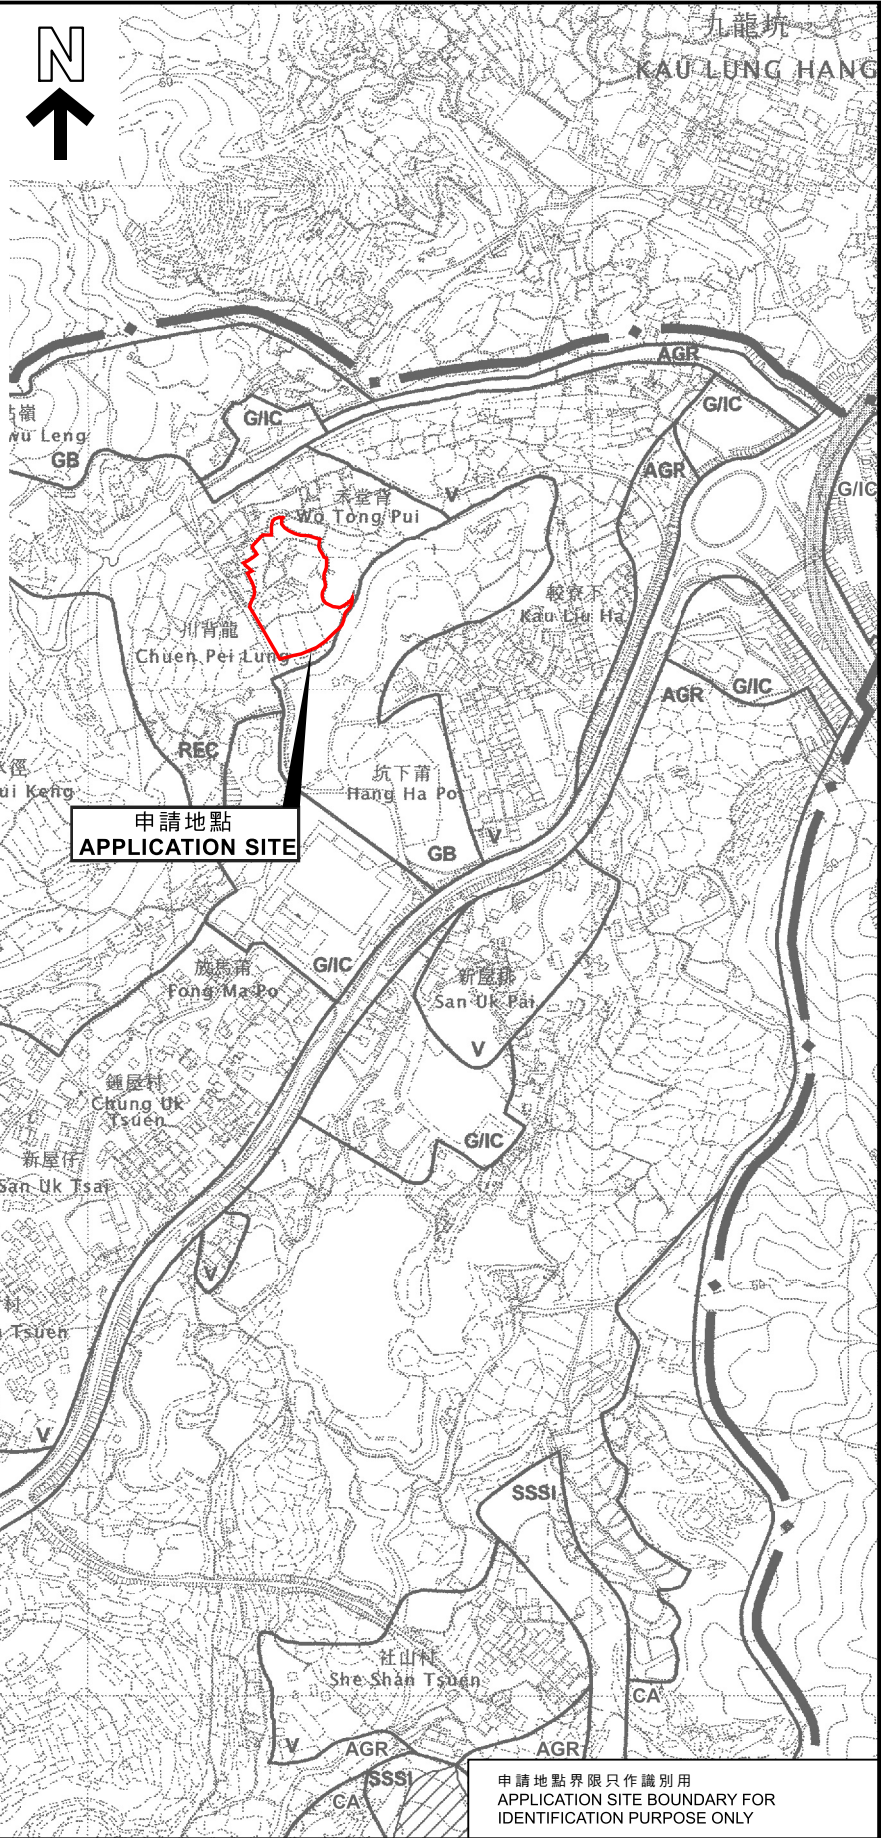 九龍坑
KAU LUNG HANG
N
AGR
G/IC
G/IC
嶺
wu Leng
GB
AGR
G/IC
禾堂背
Wo Tong Pui
V
較寮下
Kau Liu Ha
川背龍
Chuen Pei Lung
AGR
G/IC
REC
坑下莆
Hang Ha Po
ui Keng
申請地點
APPLICATION SITE
V
GB
放馬莆
Fong Ma Po
G/IC
新屋排
San Uk Pai
V
鍾屋村
Chung Uk
Tsuen
G/IC
新屋仔
San Uk Tsai
V
村
Tsuen
V
SSSI
社山村
She Shan Tsuen
CA
V
AGR
AGR
SSSI
CA
申請地點界限只作識別用
APPLICATION SITE BOUNDARY FOR
IDENTIFICATION PURPOSE ONLY